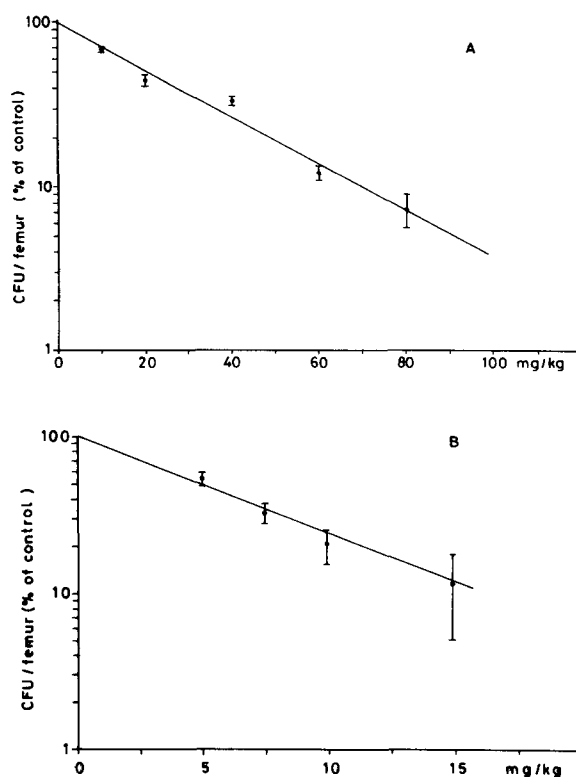 A
100
10
1
CFU/femur (% of control)
0 20 40 60 80 100 mg/kg
B
100
10
1
CFU/femur (% of control)
0 5 10 15 mg/kg